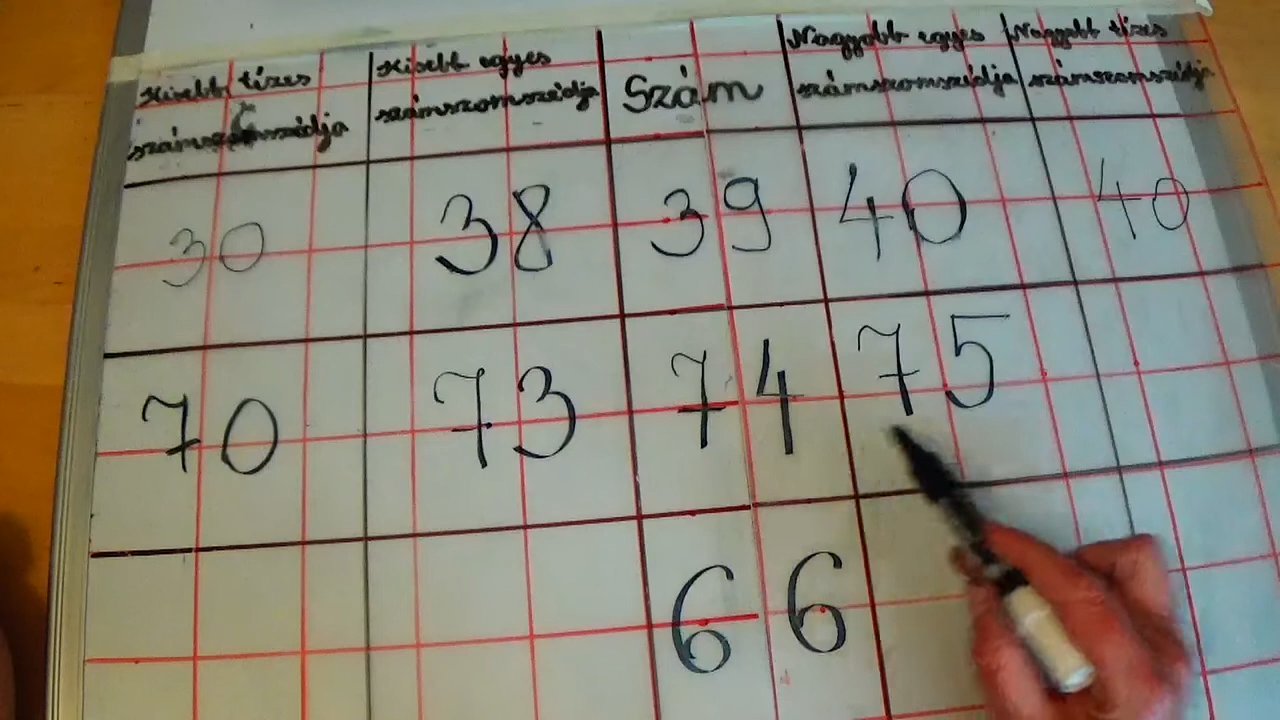 Kisebb tízes
számszomszédja
Kisebb egyes
számszomszédja
Szám
Nagyobb egyes
számszomszédja
Nagyobb tízes
számszomszédja
30 38 39 40 40
70 73 74 75
66